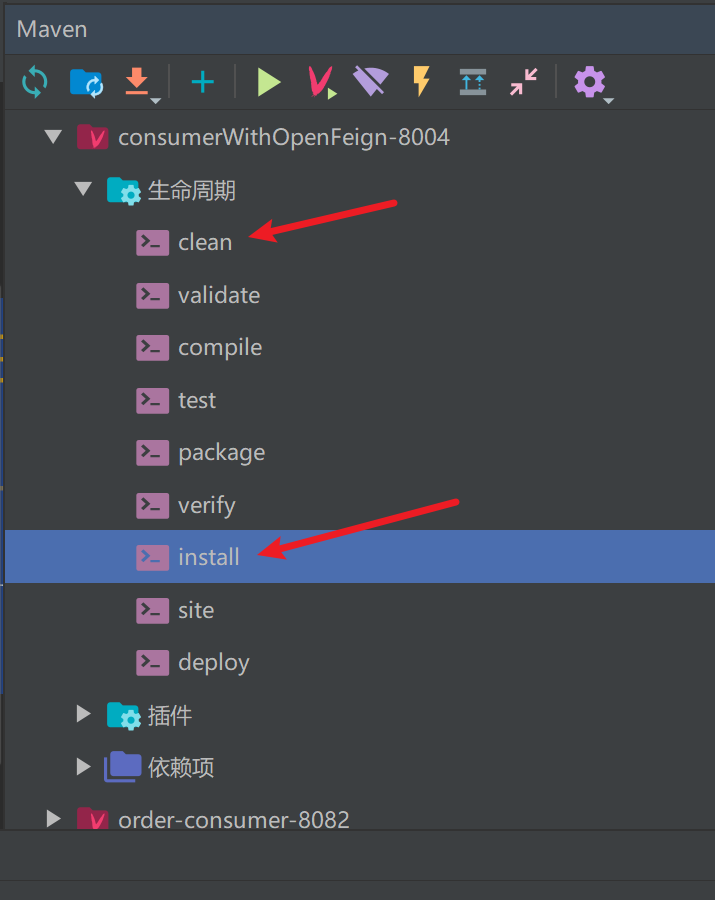 Maven
consumerWithOpenFeign-8004
生命周期
clean
validate
compile
test
package
verify
install
site
deploy
插件
依赖项
order-consumer-8082